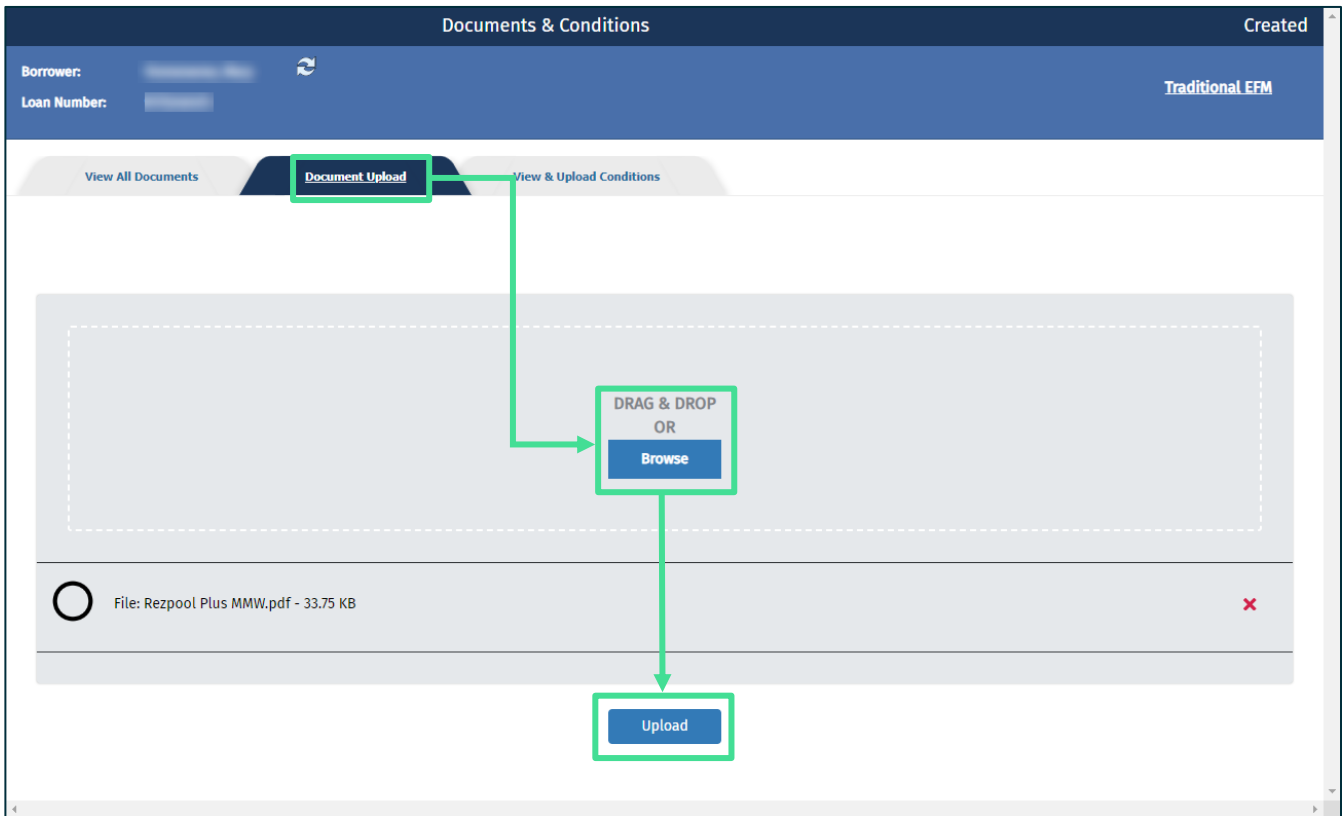 Documents & Conditions
Created
Borrower:
Loan Number:
Traditional EFM
View All Documents
Document Upload
View & Upload Conditions
DRAG & DROP
OR
Browse
File: Rezpool Plus MMW.pdf - 33.75 KB
Upload